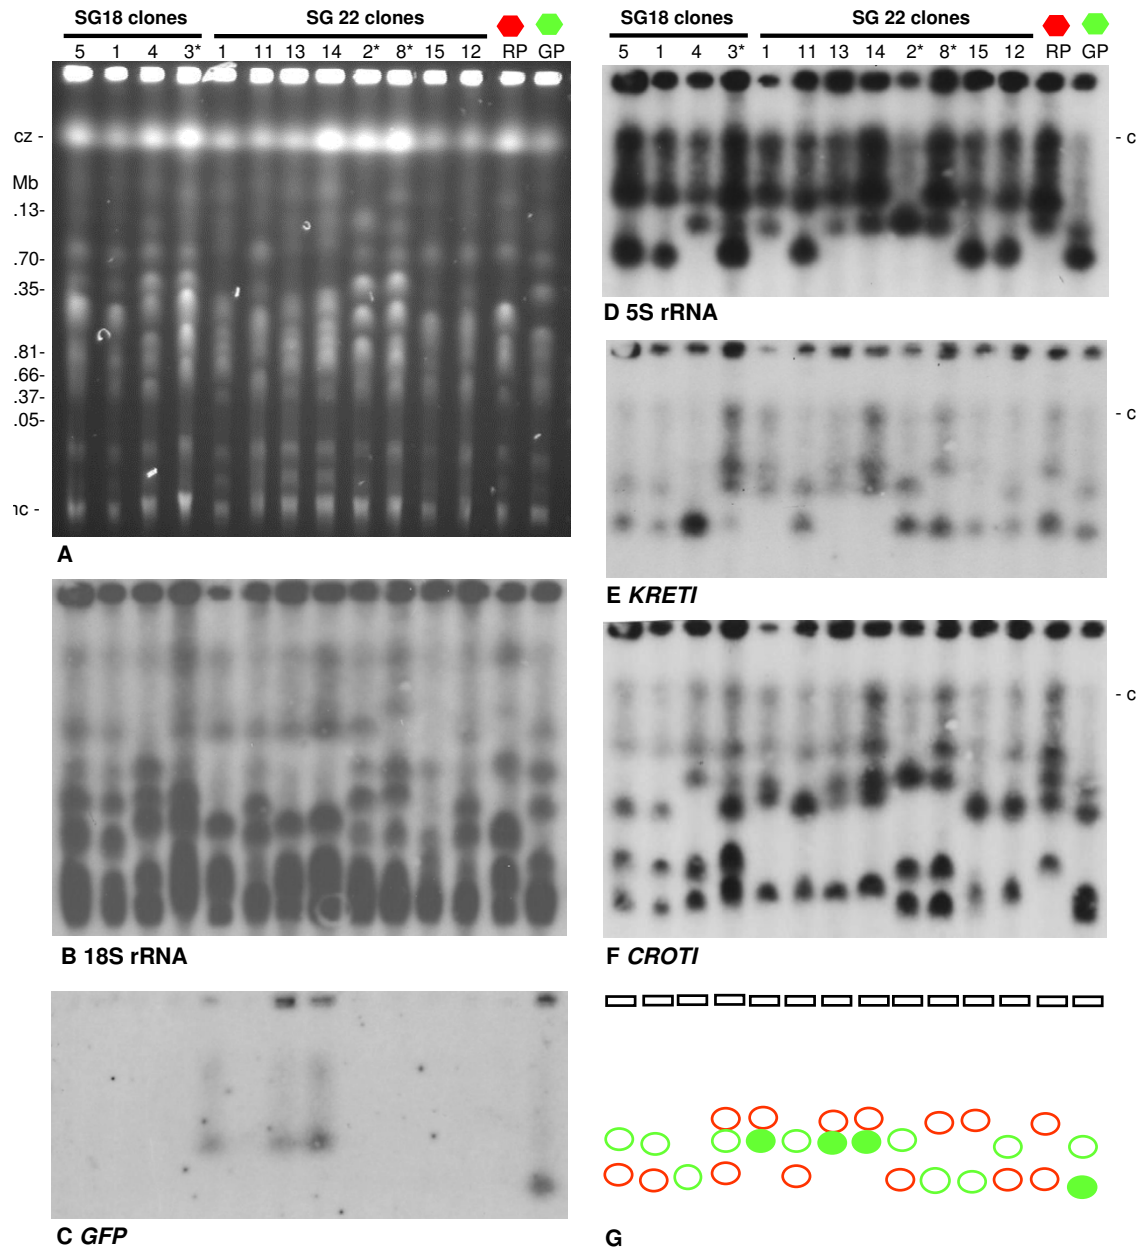 SG18 clones SG 22 clones
5 1 4 3* 1 11 13 14 2* 8* 15 12 RP GP
cz -
Mb
.13-
.70-
.35-
.81-
.66-
.37-
.05-
nc -
A
B 18S rRNA
C GFP
SG18 clones SG 22 clones
5 1 4 3* 1 11 13 14 2* 8* 15 12 RP GP
- c
D 5S rRNA
- c
E KRETI
- c
F CROTI
G